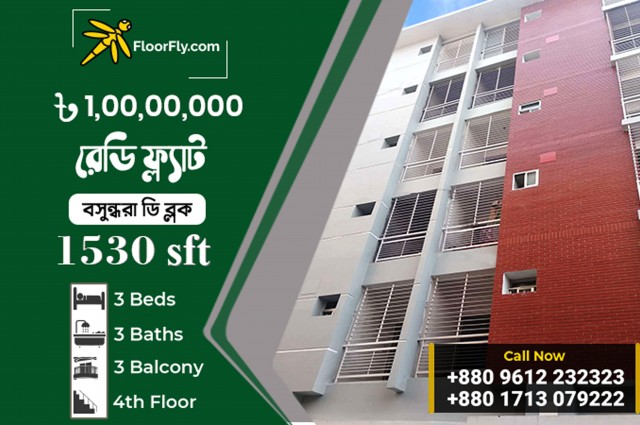 FloorFly.com
৳ 1,00,00,000
রেডি ফ্ল্যাট
বসুন্ধরা ডি ব্লক
1530 sft
3 Beds
3 Baths
3 Balcony
4th Floor
Call Now
+880 9612 232323
+880 1713 079222